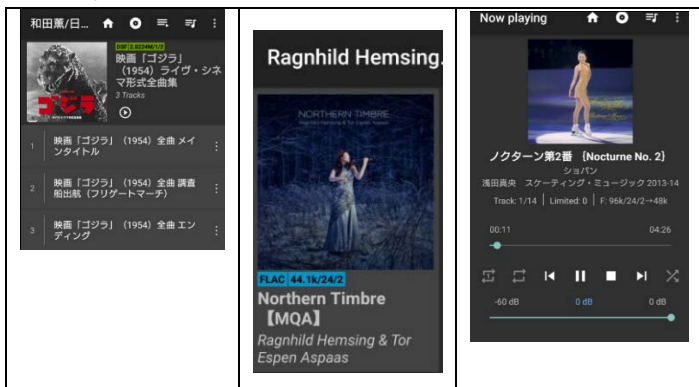 和田薫/日...
ゴジラ
DSF 2.8224M/1/2
映画「ゴジラ」
（1954）ライヴ・シネ
マ形式全曲集
3 Tracks
1 映画「ゴジラ」（1954）全曲 メイ
ンタイトル
2 映画「ゴジラ」（1954）全曲 調査
船出航（フリゲートマーチ）
3 映画「ゴジラ」（1954）全曲 エン
ディング
Ragnhild Hemsing.
NORTHERN TIMBRE
Ragnhild Hemsing & Tor Espen Aspaas
FLAC 44.1k/24/2
Northern Timbre
【MQA】
Ragnhild Hemsing & Tor
Espen Aspaas
Now playing
ノクターン第2番 {Nocturne No. 2}
ショパン
浅田真央 スケーティング・ミュージック 2013-14
Track: 1/14 | Limited: 0 | F: 96k/24/2→48k
00:11 04:26
-60 dB 0 dB 0 dB